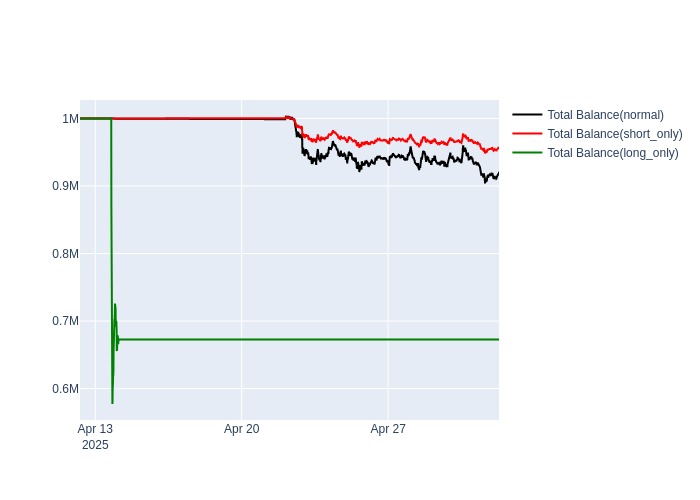 1M
0.9M
0.8M
0.7M
0.6M
Apr 13
2025
Apr 20
Apr 27
Total Balance(normal)
Total Balance(short_only)
Total Balance(long_only)